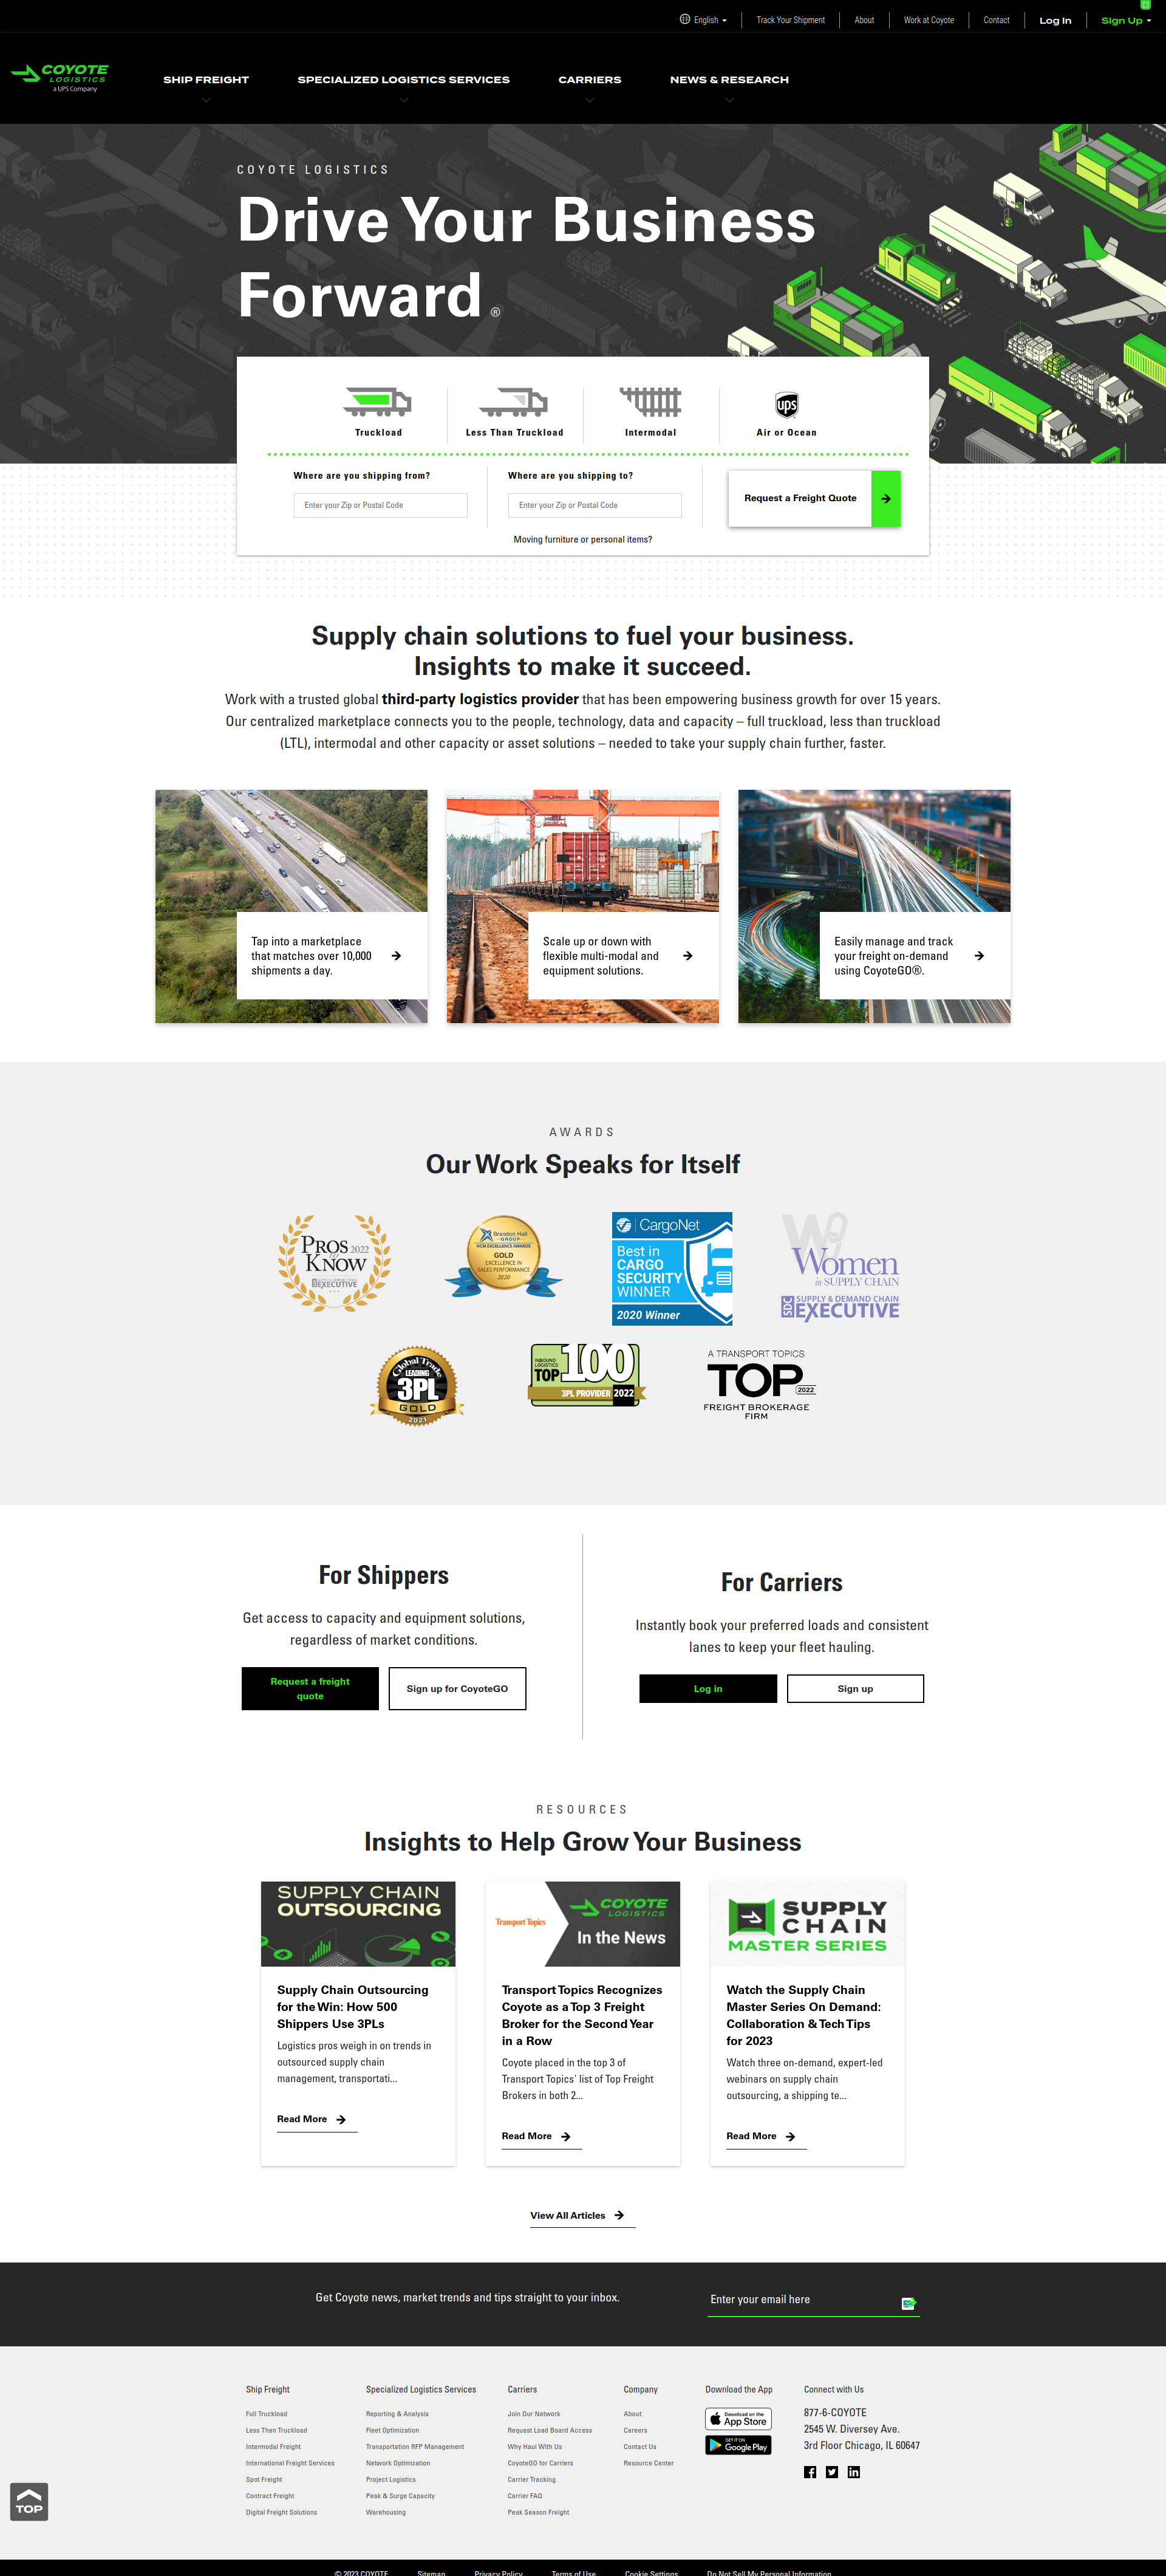 English
Track Your Shipment
About
Work at Coyote
Contact
Log In
Sign Up
COYOTE
LOGISTICS
a UPS Company
SHIP FREIGHT
SPECIALIZED LOGISTICS SERVICES
CARRIERS
NEWS & RESEARCH
COYOTE LOGISTICS
Drive Your Business
Forward®
ups
Truckload
Less Than Truckload
Intermodal
Air or Ocean
Where are you shipping from?
Enter your Zip or Postal Code
Where are you shipping to?
Enter your Zip or Postal Code
Request a Freight Quote
Moving furniture or personal items?
Supply chain solutions to fuel your business.
Insights to make it succeed.
Work with a trusted global third-party logistics provider that has been empowering business growth for over 15 years.
Our centralized marketplace connects you to the people, technology, data and capacity – full truckload, less than truckload
(LTL), intermodal and other capacity or asset solutions – needed to take your supply chain further, faster.
Tap into a marketplace
that matches over 10,000
shipments a day.
Scale up or down with
flexible multi-modal and
equipment solutions.
Easily manage and track
your freight on-demand
using CoyoteGO®.
AWARDS
Our Work Speaks for Itself
PROS 2022
to
KNOW
EXECUTIVE
Brandon Hall
GROUP
HCM EXCELLENCE AWARDS
GOLD
EXCELLENCE IN
SALES PERFORMANCE
2020
CargoNet
Best in
CARGO
SECURITY
WINNER
2020 Winner
W
Women
in SUPPLY CHAIN
SDC
SUPPLY & DEMAND CHAIN
EXECUTIVE
Global Trade
LEADING
3PL
GOLD
2021
INBOUND
LOGISTICS
TOP
100
3PL PROVIDER 2022
A TRANSPORT TOPICS
TOP
2022
FREIGHT BROKERAGE
FIRM
For Shippers
Get access to capacity and equipment solutions,
regardless of market conditions.
Request a freight
quote
Sign up for CoyoteGO
For Carriers
Instantly book your preferred loads and consistent
lanes to keep your fleet hauling.
Log in
Sign up
RESOURCES
Insights to Help Grow Your Business
SUPPLY CHAIN
OUTSOURCING
Supply Chain Outsourcing
for the Win: How 500
Shippers Use 3PLs
Logistics pros weigh in on trends in
outsourced supply chain
management, transportati...
Read More
Transport Topics
COYOTE
LOGISTICS
In the News
Transport Topics Recognizes
Coyote as a Top 3 Freight
Broker for the Second Year
in a Row
Coyote placed in the top 3 of
Transport Topics' list of Top Freight
Brokers in both 2...
Read More
SUPPLY
CHAIN
MASTER SERIES
Watch the Supply Chain
Master Series On Demand:
Collaboration & Tech Tips
for 2023
Watch three on-demand, expert-led
webinars on supply chain
outsourcing, a shipping te...
Read More
View All Articles
Get Coyote news, market trends and tips straight to your inbox.
Enter your email here
Ship Freight
Full Truckload
Less Than Truckload
Intermodal Freight
International Freight Services
Spot Freight
Contract Freight
Digital Freight Solutions
Specialized Logistics Services
Reporting & Analysis
Fleet Optimization
Transportation RFP Management
Network Optimization
Project Logistics
Peak & Surge Capacity
Warehousing
Carriers
Join Our Network
Request Load Board Access
Why Haul With Us
CoyoteGO for Carriers
Carrier Tracking
Carrier FAQ
Peak Season Freight
Company
About
Careers
Contact Us
Resource Center
Download the App
Download on the
App Store
GET IT ON
Google Play
Connect with Us
877-6-COYOTE
2545 W. Diversey Ave.
3rd Floor Chicago, IL 60647
TOP
© 2023 COYOTE
Sitemap
Privacy Policy
Terms of Use
Cookie Settings
Do Not Sell My Personal Information